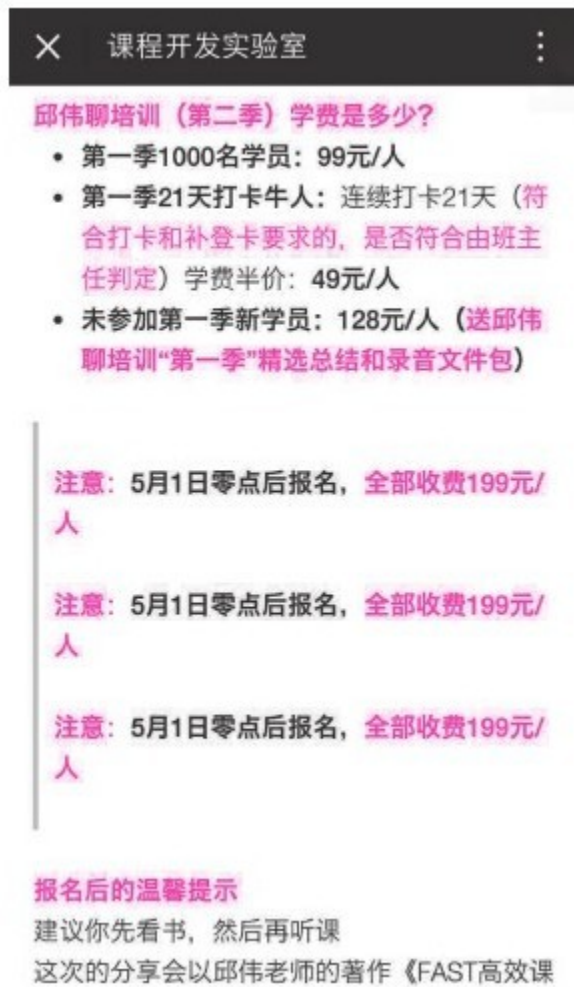 课程开发实验室
邱伟聊培训（第二季）学费是多少？
• 第一季1000名学员：99元/人
• 第一季21天打卡牛人：连续打卡21天（符
合打卡和补登卡要求的，是否符合由班主
任判定）学费半价：49元/人
• 未参加第一季新学员：128元/人（送邱伟
聊培训“第一季”精选总结和录音文件包）
注意：5月1日零点后报名，全部收费199元/
人
注意：5月1日零点后报名，全部收费199元/
人
注意：5月1日零点后报名，全部收费199元/
人
报名后的温馨提示
建议你先看书，然后再听课
这次的分享会以邱伟老师的著作《FAST高效课